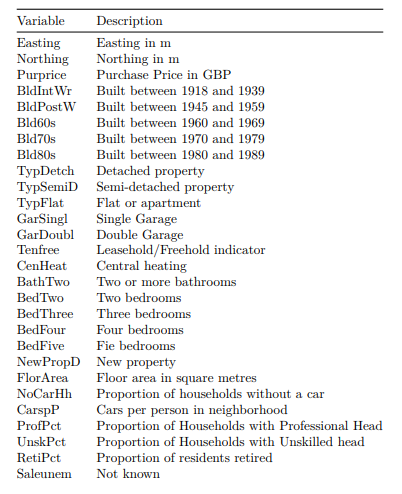 Variable Description
Easting Easting in m
Northing Northing in m
Purprice Purchase Price in GBP
BldIntWr Built between 1918 and 1939
BldPostW Built between 1945 and 1959
Bld60s Built between 1960 and 1969
Bld70s Built between 1970 and 1979
Bld80s Built between 1980 and 1989
TypDetch Detached property
TypSemiD Semi-detached property
TypFlat Flat or apartment
GarSingl Single Garage
GarDoubl Double Garage
Tenfree Leasehold/Freehold indicator
CenHeat Central heating
BathTwo Two or more bathrooms
BedTwo Two bedrooms
BedThree Three bedrooms
BedFour Four bedrooms
BedFive Fie bedrooms
NewPropD New property
FlorArea Floor area in square metres
NoCarHh Proportion of households without a car
CarspP Cars per person in neighborhood
ProfPct Proportion of Households with Professional Head
UnskPct Proportion of Households with Unskilled head
RetiPct Proportion of residents retired
Saleunem Not known